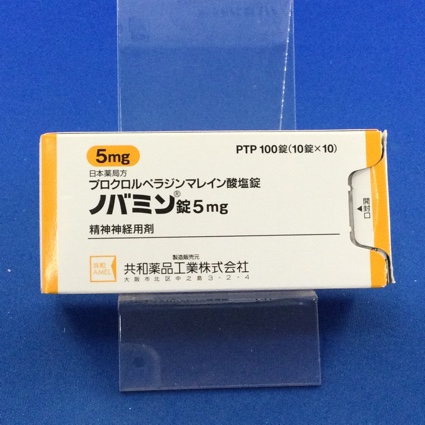 5mg
PTP 100錠(10錠×10)
日本薬局方
プロクロルペラジンマレイン酸塩錠
ノバミン®錠5mg
精神神経用剤
開封口
製造販売元
共和薬品工業株式会社
大阪市北区中之島3-2-4
共和
AMEL